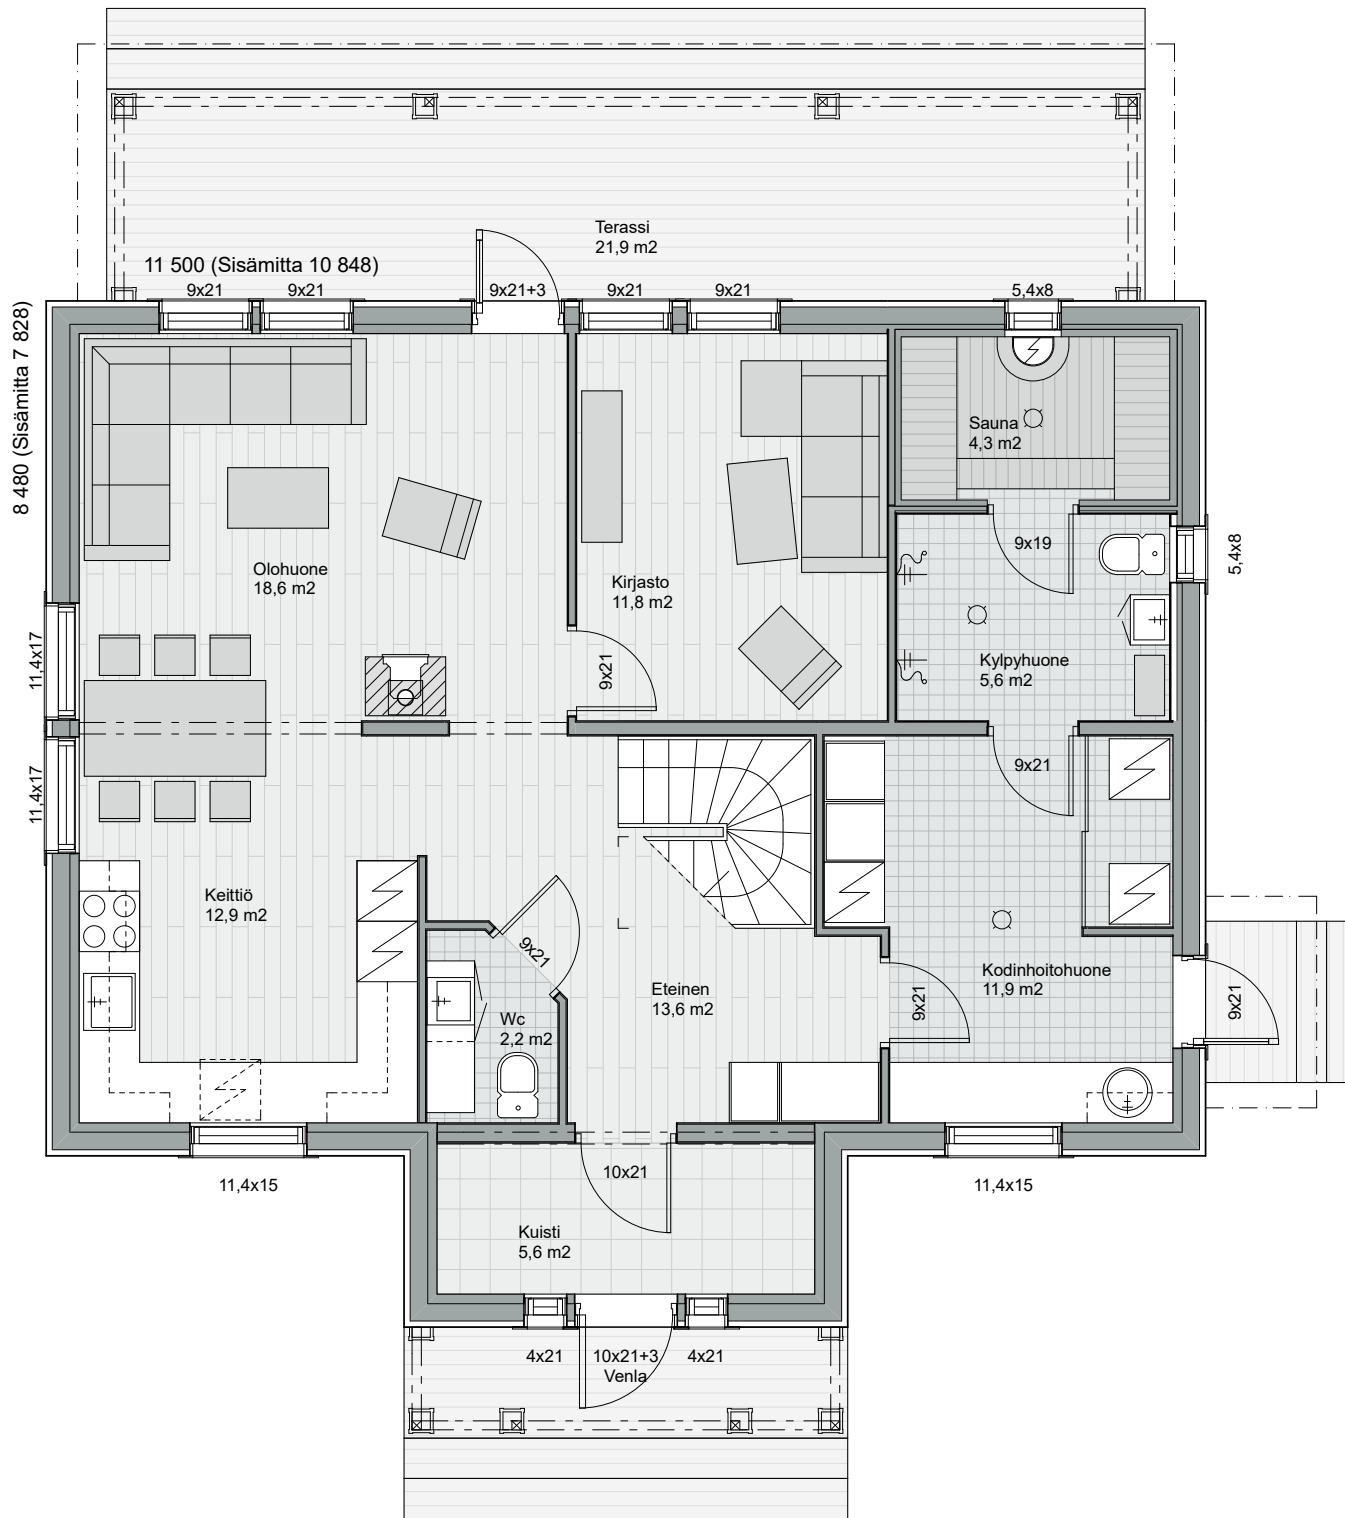 Terassi
21,9 m2
11 500 (Sisämitta 10 848)
9x21
9x21
9x21+3
9x21
9x21
5,4x8
8 480 (Sisämitta 7 828)
Sauna
4,3 m2
9x19
5,4x8
Olohuone
18,6 m2
Kirjasto
11,8 m2
11,4x17
9x21
Kylpyhuone
5,6 m2
11,4x17
9x21
Keittiö
12,9 m2
9x21
Eteinen
13,6 m2
Kodinhoitohuone
11,9 m2
9x21
9x21
Wc
2,2 m2
11,4x15
10x21
11,4x15
Kuisti
5,6 m2
4x21
10x21+3
4x21
Venla